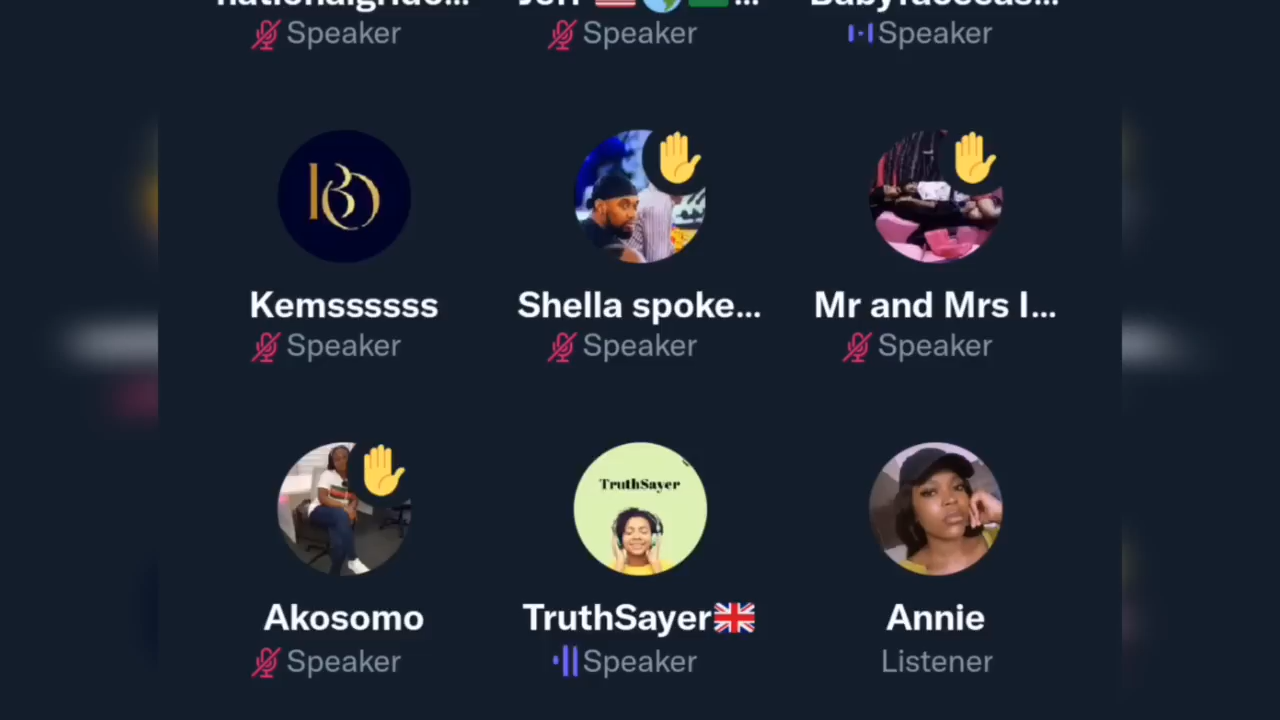 Speaker Speaker Speaker
Kemssssss Shella spoke... Mr and Mrs I...
Speaker Speaker Speaker
TruthSayer
Akosomo TruthSayer🇬🇧 Annie
Speaker Speaker Listener